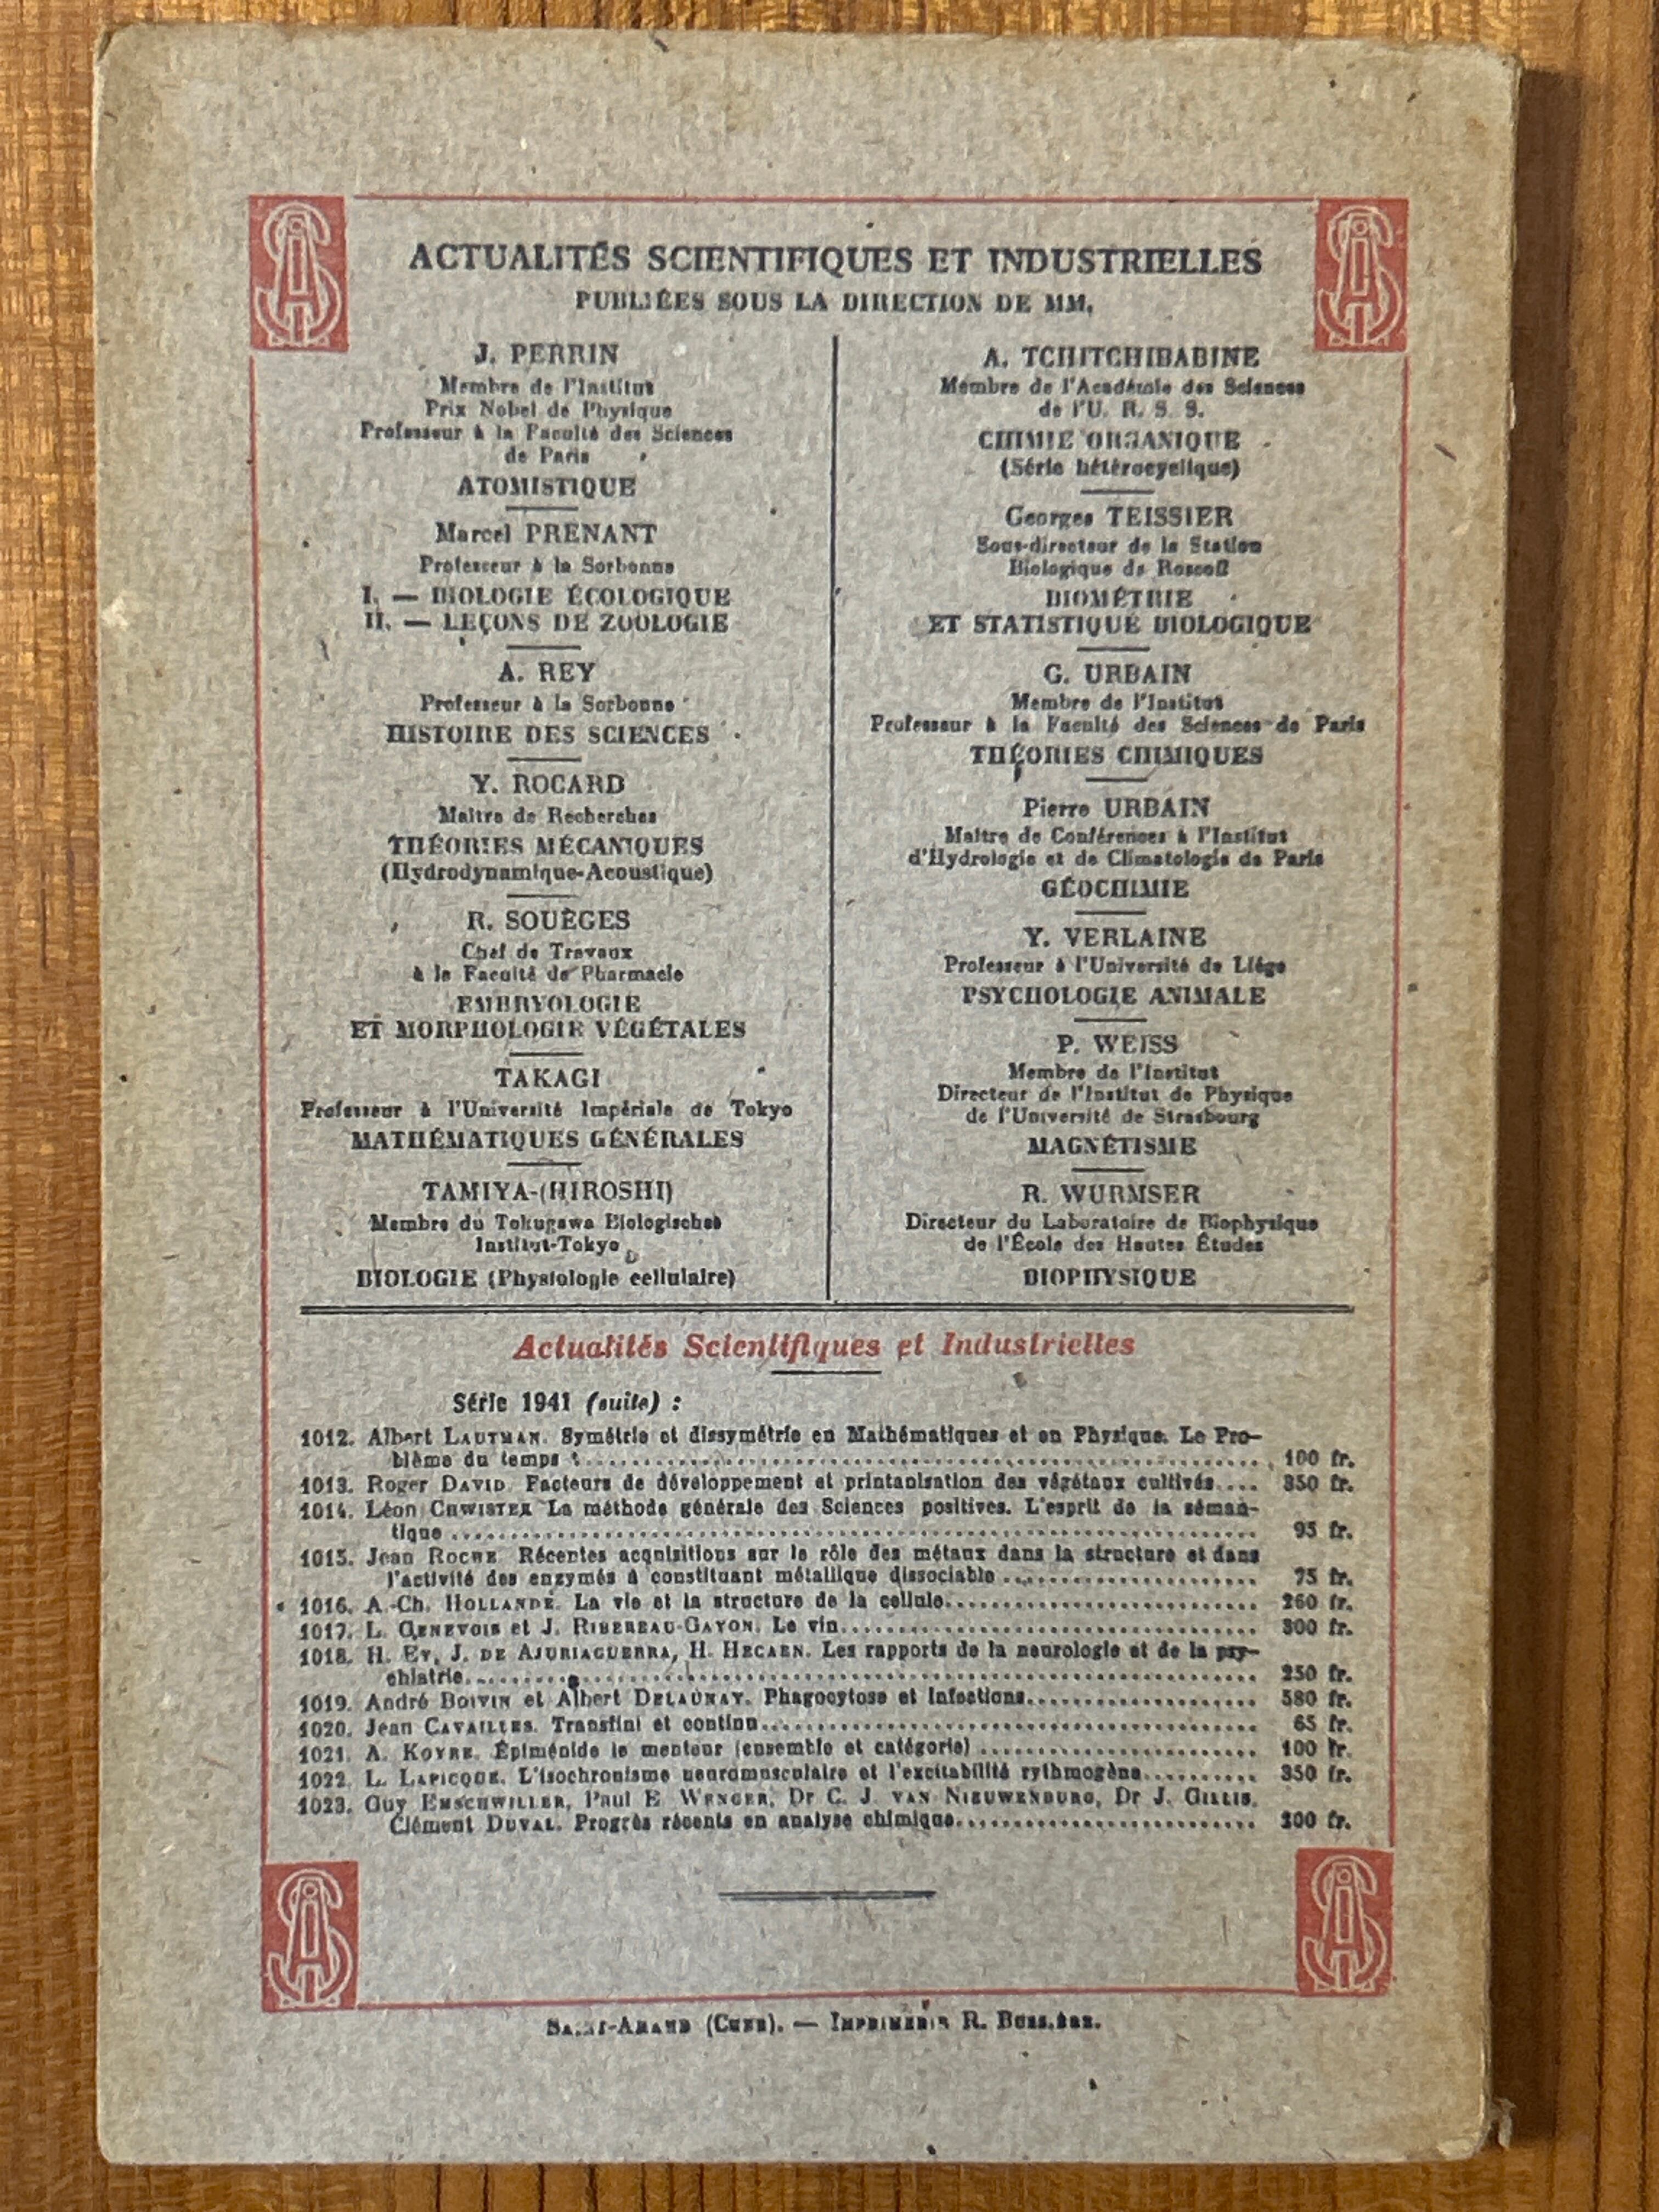 ACTUALITÉS SCIENTIFIQUES ET INDUSTRIELLES
PUBLIÉES SOUS LA DIRECTION DE MM.
J. PERRIN
Membre de l'Institut
Prix Nobel de Physique
Professeur à la Faculté des Sciences
de Paris
ATOMISTIQUE
Marcel PRENANT
Professeur à la Sorbonne
I. — BIOLOGIE ÉCOLOGIQUE
II. — LEÇONS DE ZOOLOGIE
A. REY
Professeur à la Sorbonne
HISTOIRE DES SCIENCES
Y. ROCARD
Maître de Recherches
THÉORIES MÉCANIQUES
(Hydrodynamique-Acoustique)
R. SOUÈGES
Chef de Travaux
à la Faculté de Pharmacie
EMBRYOLOGIE
ET MORPHOLOGIE VÉGÉTALES
TAKAGI
Professeur à l'Université Impériale de Tokyo
MATHÉMATIQUES GÉNÉRALES
TAMIYA-(HIROSHI)
Membre du Tokugawa Biologisches
Institut-Tokyo
BIOLOGIE (Physiologie cellulaire)
A. TCHITCHIBABINE
Membre de l'Académie des Sciences
de l'U. R. S. S.
CHIMIE ORGANIQUE
(Série hétérocyclique)
Georges TEISSIER
Sous-directeur de la Station
Biologique de Roscoff
BIOMÉTRIE
ET STATISTIQUE BIOLOGIQUE
G. URBAIN
Membre de l'Institut
Professeur à la Faculté des Sciences de Paris
THÉORIES CHIMIQUES
Pierre URBAIN
Maître de Conférences à l'Institut
d'Hydrologie et de Climatologie de Paris
GÉOCHIMIE
Y. VERLAINE
Professeur à l'Université de Liége
PSYCHOLOGIE ANIMALE
P. WEISS
Membre de l'Institut
Directeur de l'Institut de Physique
de l'Université de Strasbourg
MAGNÉTISME
R. WURMSER
Directeur du Laboratoire de Biophysique
de l'École des Hautes Études
BIOPHYSIQUE
Actualités Scientifiques et Industrielles
Série 1941 (suite) :
1012. Albert LAUTMAN. Symétrie et dissymétrie en Mathématiques et en Physique. Le Pro-
blème du temps ........ 100 fr.
1013. Roger DAVID. Facteurs de développement et printanisation des végétaux cultivés.... 350 fr.
1014. Léon CHWISTEK La méthode générale des Sciences positives. L'esprit de la séman-
tique ........ 95 fr.
1015. Jean ROCHE. Récentes acquisitions sur le rôle des métaux dans la structure et dans
l'activité des enzymés à constituant métallique dissociable ........ 75 fr.
1016. A.-Ch. HOLLANDE. La vie et la structure de la cellule........ 260 fr.
1017. L. GENEVOIS et J. RIBEREAU-GAYON. Le vin........ 300 fr.
1018. H. EY, J. DE AJURIAGUERRA, H. HECAEN. Les rapports de la neurologie et de la psy-
chiatrie........ 250 fr.
1019. André BOIVIN et Albert DELAUNAY. Phagocytose et Infections........ 580 fr.
1020. Jean CAVAILLES. Transfini et continu........ 65 fr.
1021. A. KOYRE. Épiménide le menteur (ensemble et catégorie) ........ 100 fr.
1022. L. LAPICQUE. L'isochronisme neuromusculaire et l'excitabilité rythmogène........ 350 fr.
1023. Guy EMSCHWILLER, Paul E. WENGER, Dr C. J. VAN NIEUWENBURG, Dr J. GILLIS,
Clément DUVAL. Progrès récents en analyse chimique........ 300 fr.
SAINT-AMAND (CHER). — IMPRIMERIE R. BUSSIÈRE.